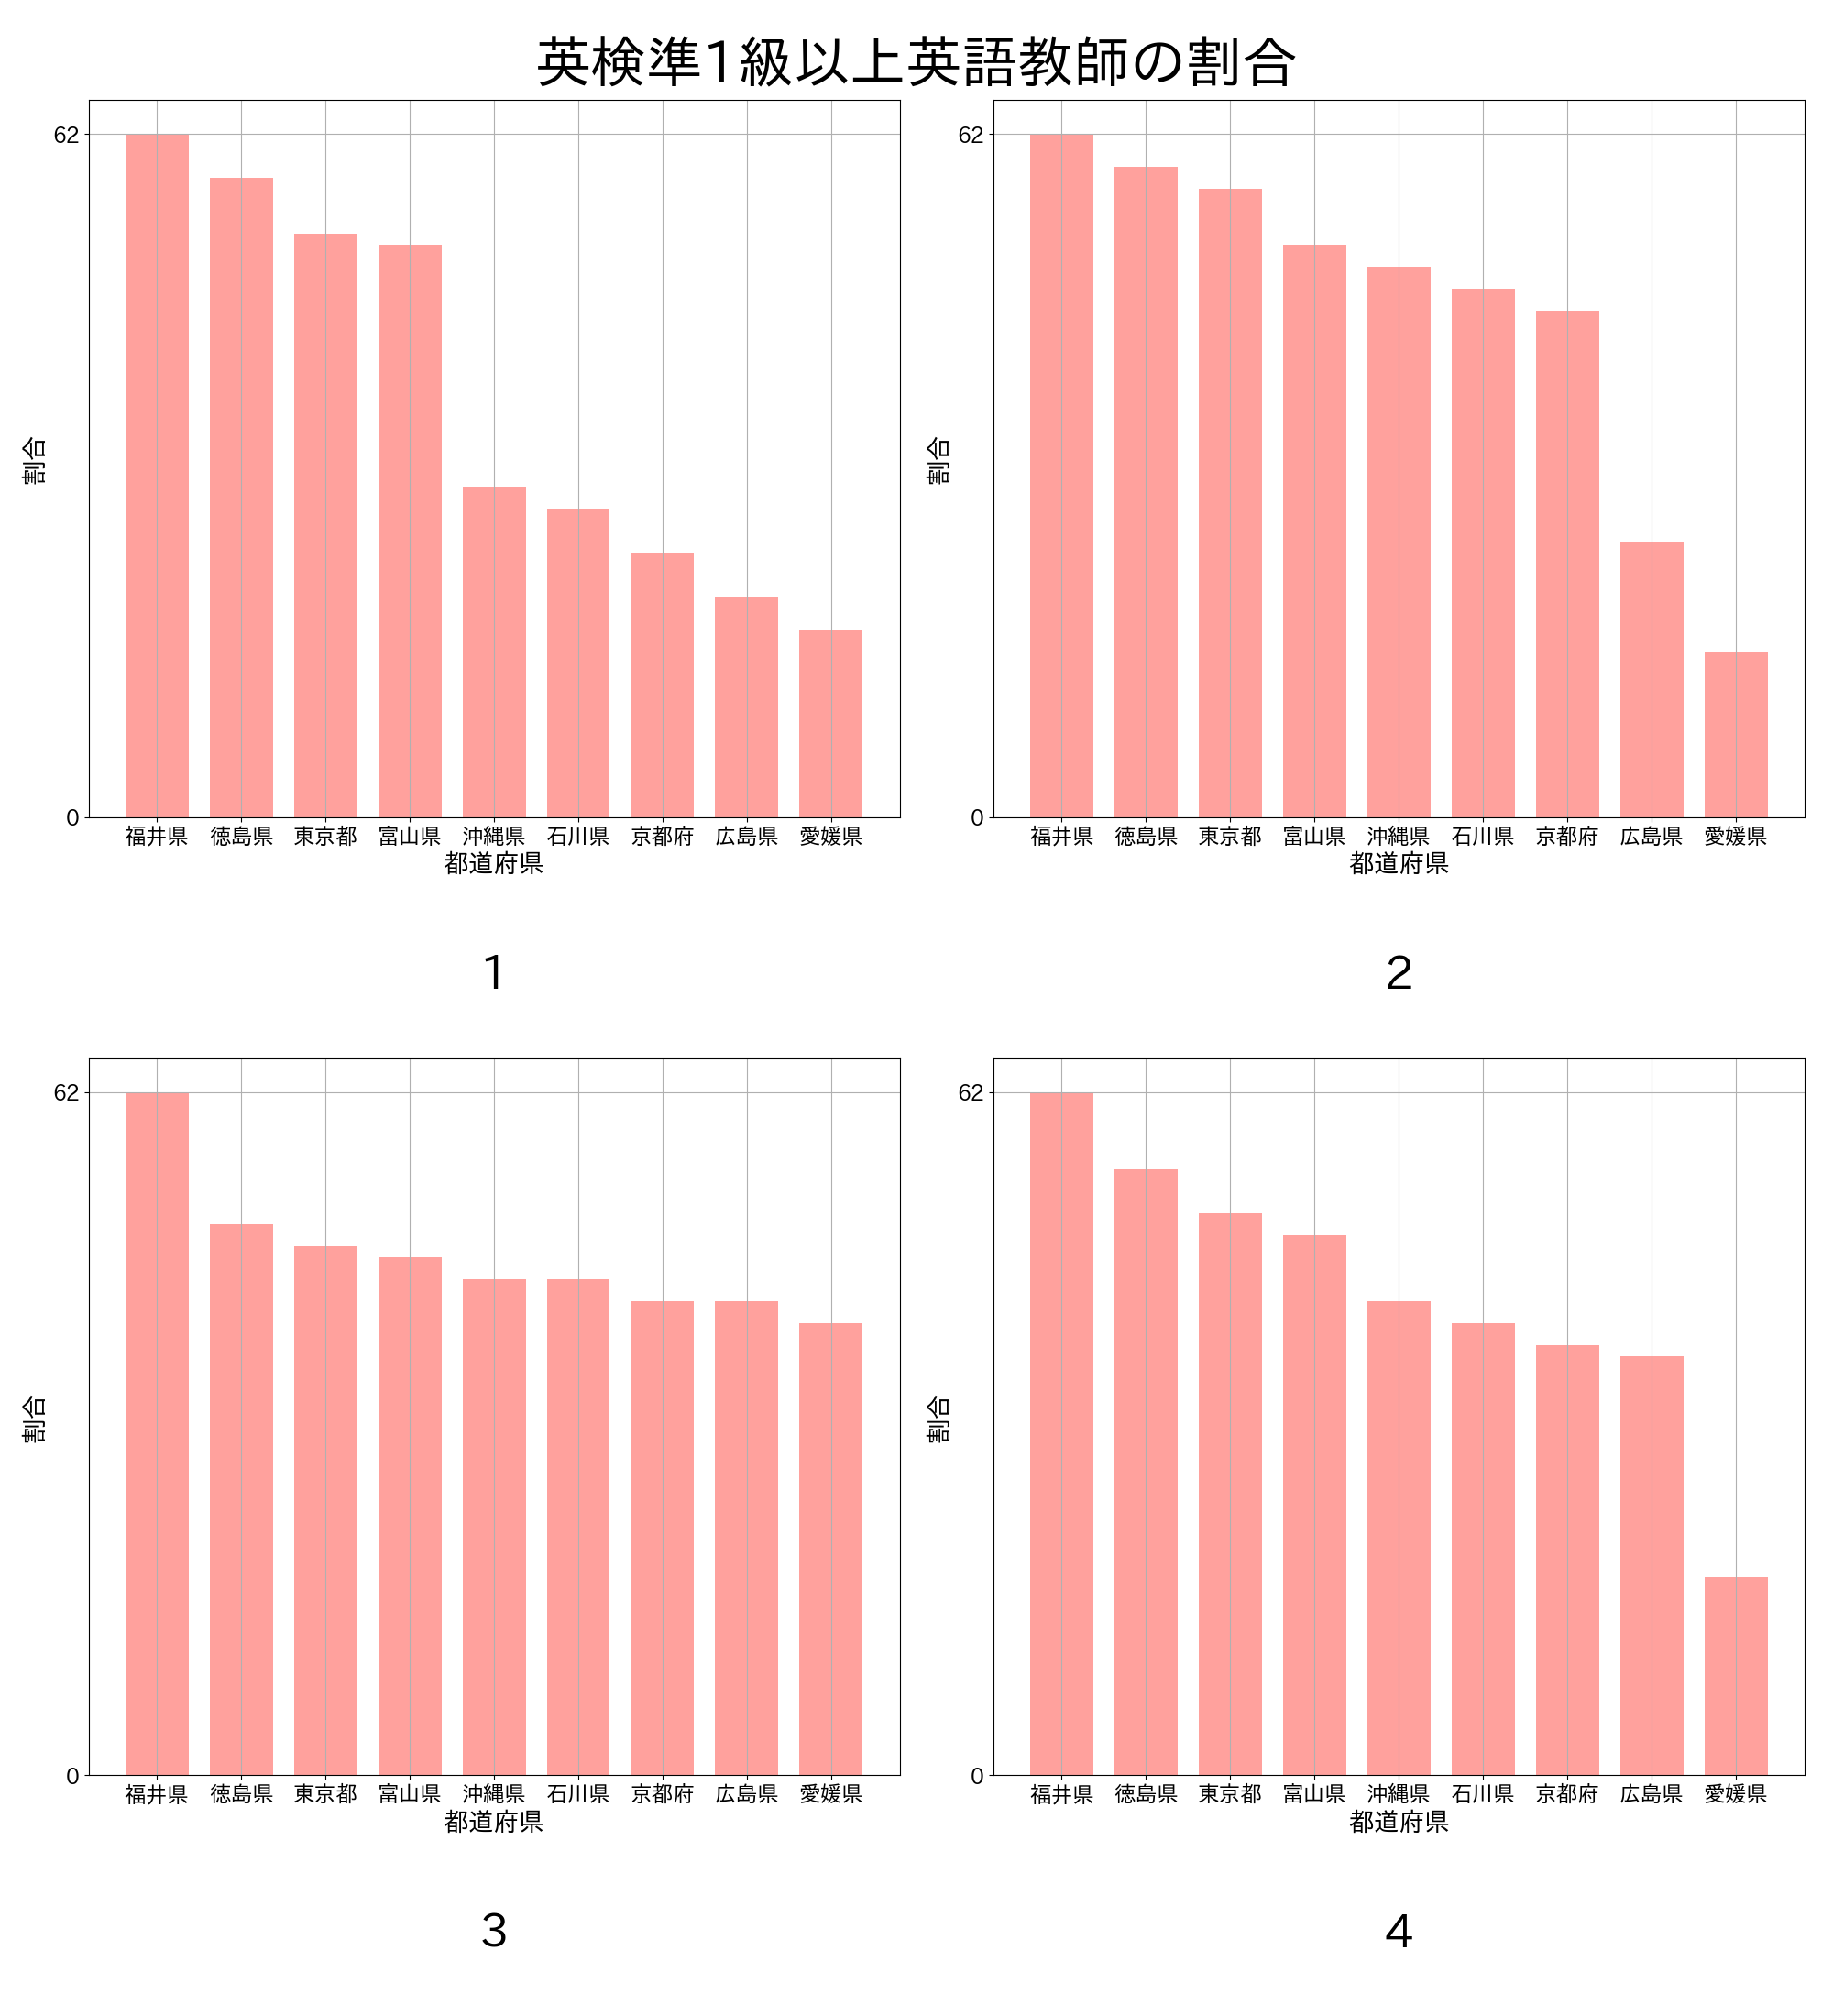 英検準1級以上英語教師の割合
62
0
割合
福井県 徳島県 東京都 富山県 沖縄県 石川県 京都府 広島県 愛媛県
都道府県
1
62
0
割合
福井県 徳島県 東京都 富山県 沖縄県 石川県 京都府 広島県 愛媛県
都道府県
2
62
0
割合
福井県 徳島県 東京都 富山県 沖縄県 石川県 京都府 広島県 愛媛県
都道府県
3
62
0
割合
福井県 徳島県 東京都 富山県 沖縄県 石川県 京都府 広島県 愛媛県
都道府県
4